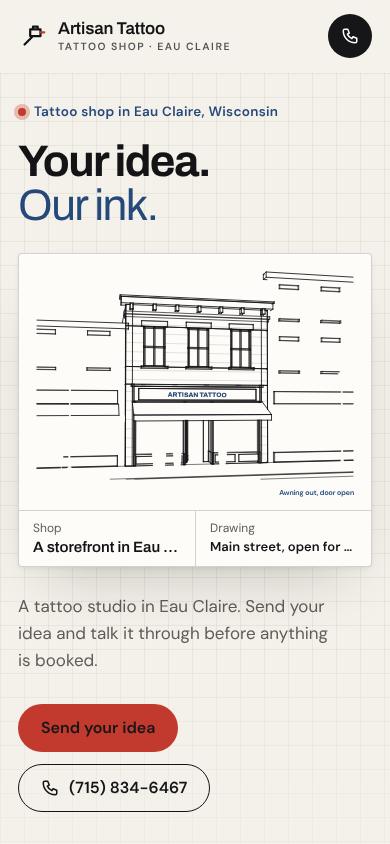 Artisan Tattoo
TATTOO SHOP · EAU CLAIRE
Tattoo shop in Eau Claire, Wisconsin
Your idea.
Our ink.
ARTISAN TATTOO
Awning out, door open
Shop
A storefront in Eau ...
Drawing
Main street, open for ...
A tattoo studio in Eau Claire. Send your
idea and talk it through before anything
is booked.
Send your idea
(715) 834-6467